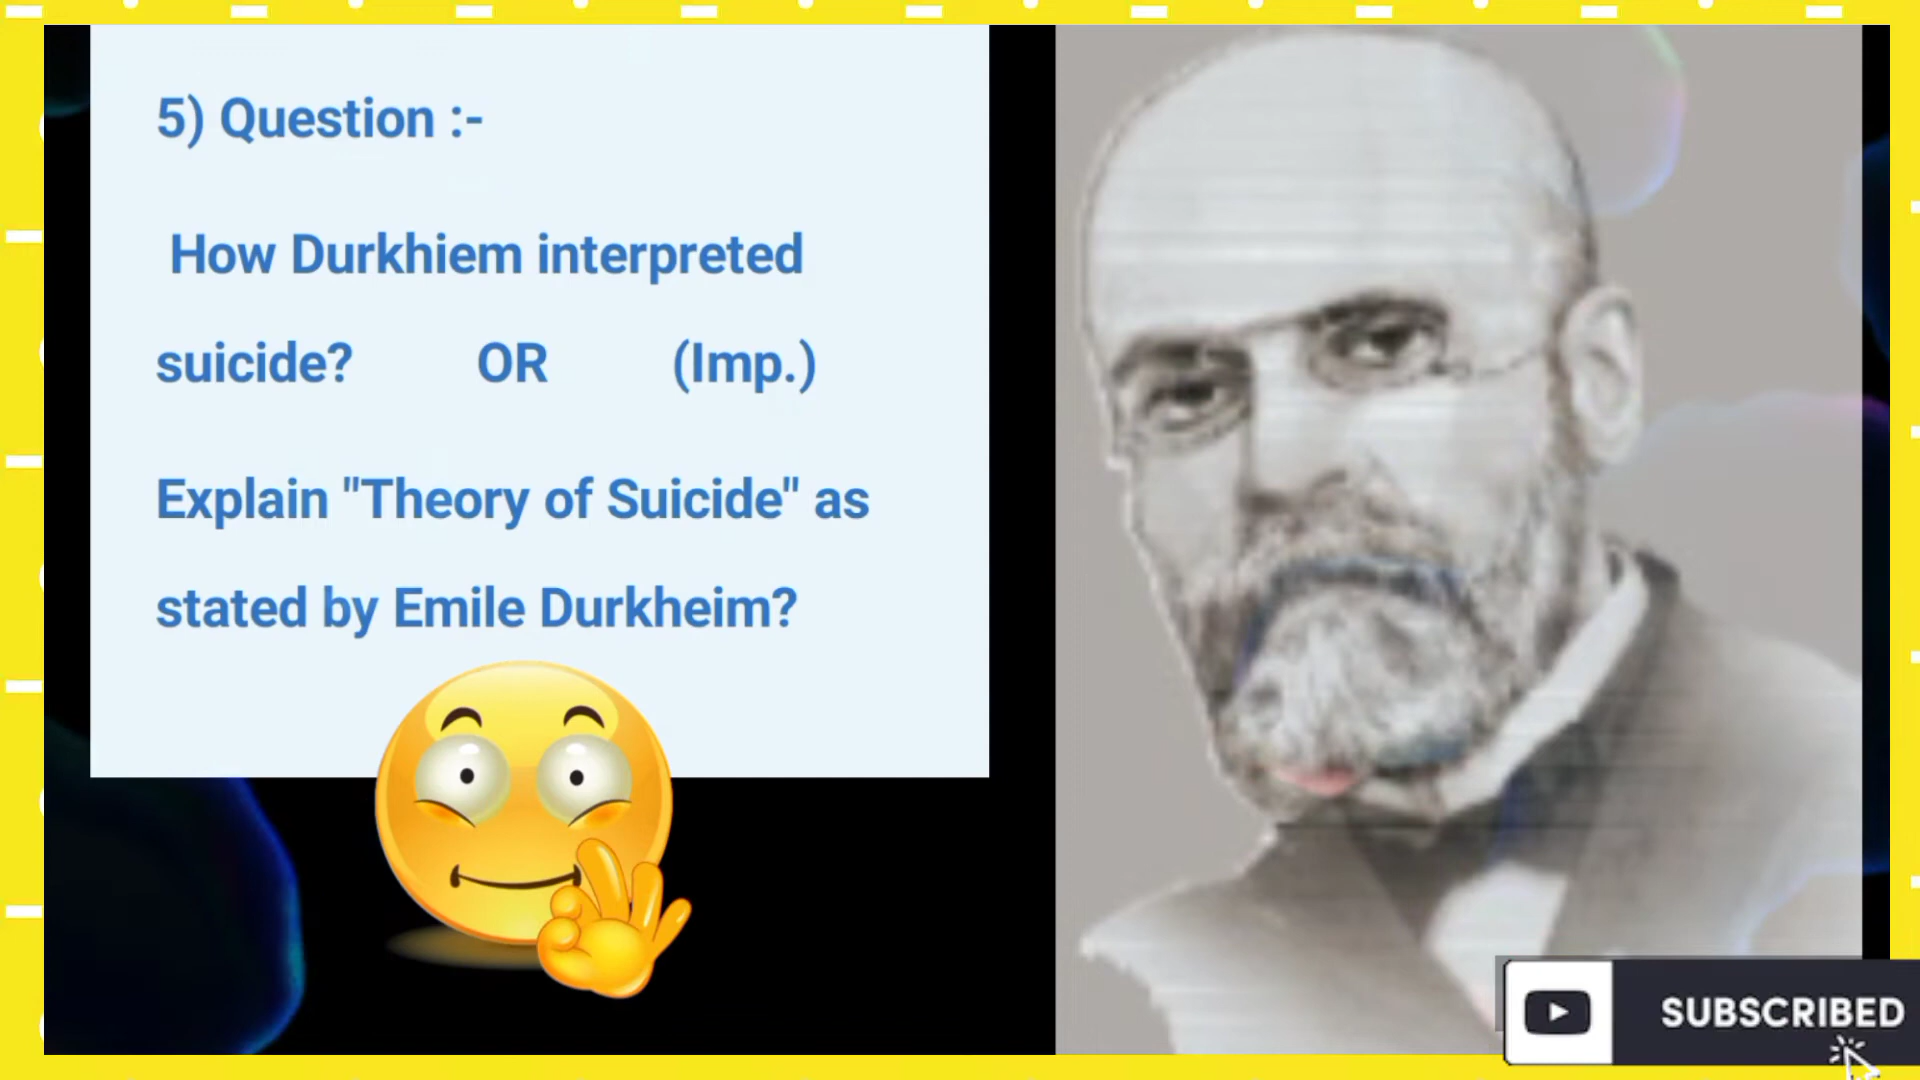 5) Question :-
How Durkhiem interpreted
suicide? OR (Imp.)
Explain "Theory of Suicide" as
stated by Emile Durkheim?
SUBSCRIBED